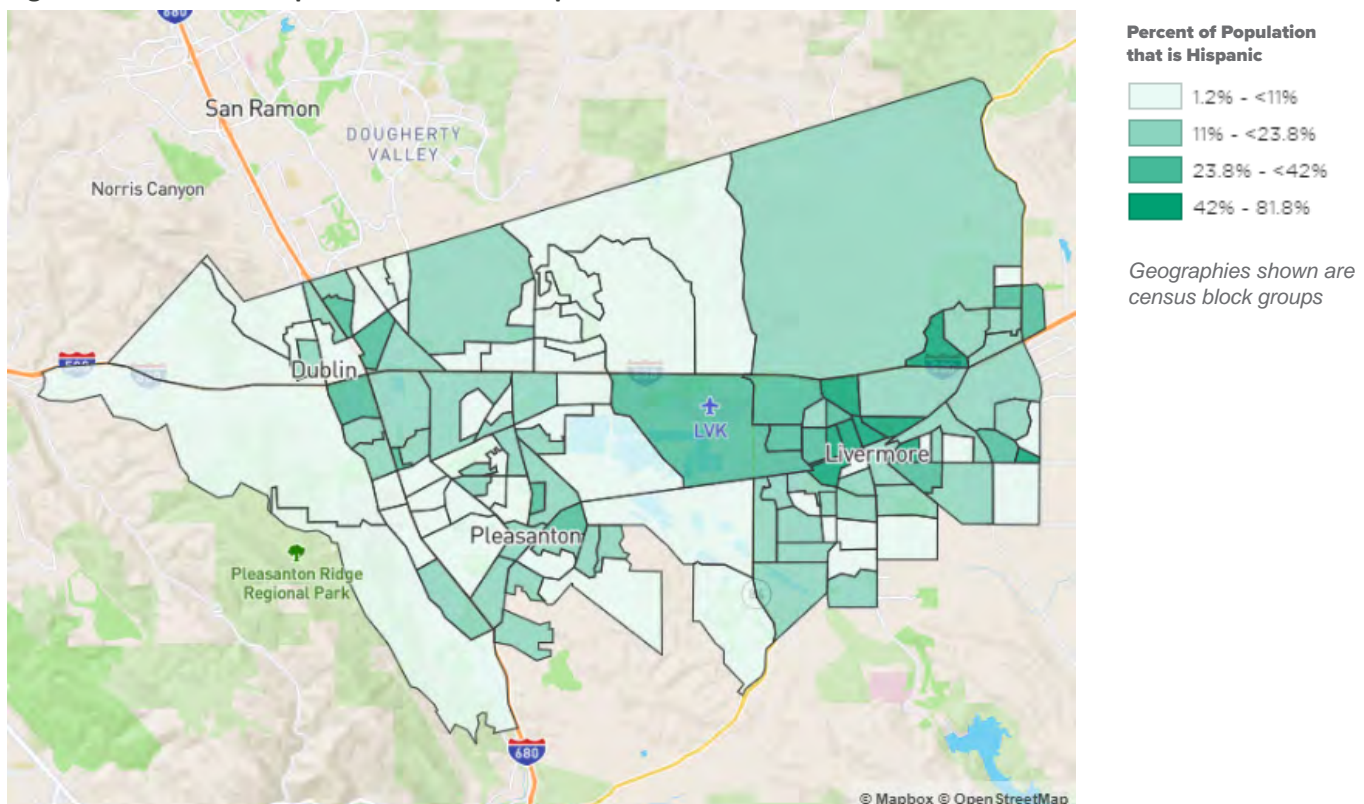 680
San Ramon
DOUGHERTY
VALLEY
Norris Canyon
580
Dublin
LVK
Livermore
Pleasanton
Pleasanton Ridge
Regional Park
84
680
© Mapbox © OpenStreetMap
Percent of Population
that is Hispanic
1.2% - <11%
11% - <23.8%
23.8% - <42%
42% - 81.8%
Geographies shown are
census block groups